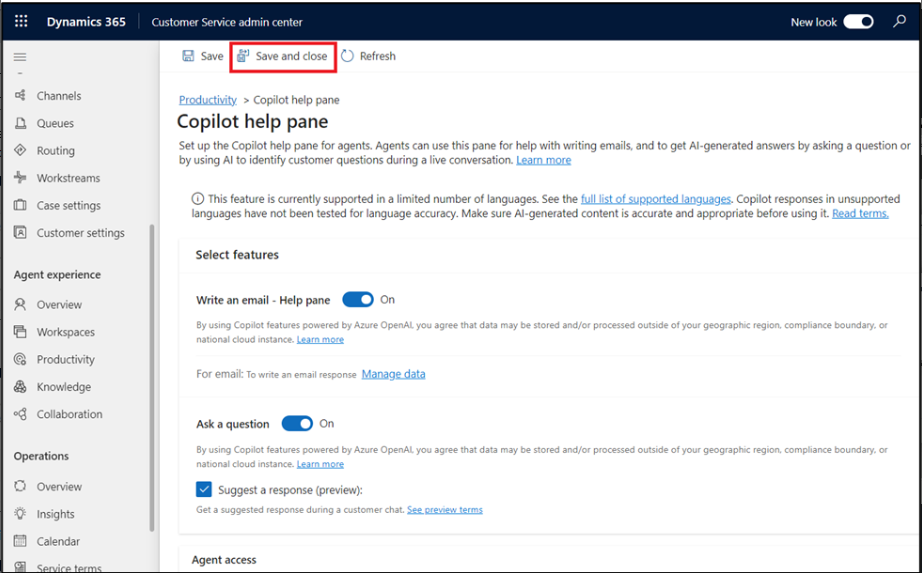 Dynamics 365 Customer Service admin center New look
Save Save and close Refresh
Channels
Queues
Routing
Workstreams
Case settings
Customer settings
Agent experience
Overview
Workspaces
Productivity
Knowledge
Collaboration
Operations
Overview
Insights
Calendar
Service terms
Productivity > Copilot help pane
Copilot help pane
Set up the Copilot help pane for agents. Agents can use this pane for help with writing emails, and to get AI-generated answers by asking a question or
by using AI to identify customer questions during a live conversation. Learn more
This feature is currently supported in a limited number of languages. See the full list of supported languages. Copilot responses in unsupported
languages have not been tested for language accuracy. Make sure AI-generated content is accurate and appropriate before using it. Read terms.
Select features
Write an email - Help pane On
By using Copilot features powered by Azure OpenAI, you agree that data may be stored and/or processed outside of your geographic region, compliance boundary, or
national cloud instance. Learn more
For email: To write an email response Manage data
Ask a question On
By using Copilot features powered by Azure OpenAI, you agree that data may be stored and/or processed outside of your geographic region, compliance boundary, or
national cloud instance. Learn more
Suggest a response (preview):
Get a suggested response during a customer chat. See preview terms
Agent access